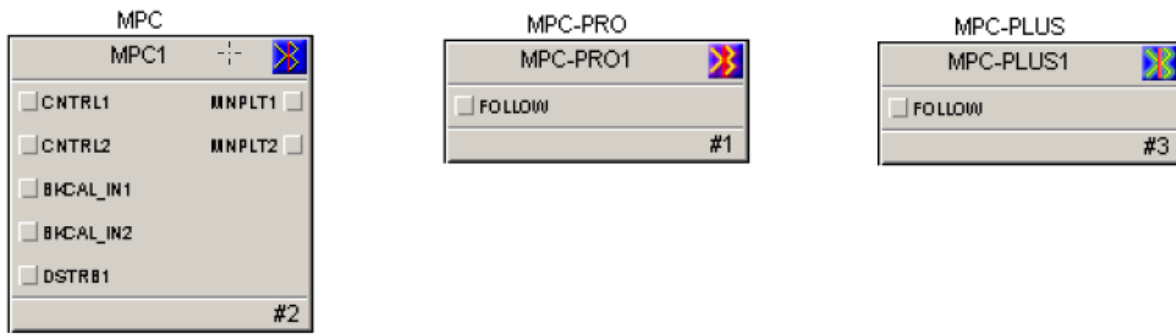 MPC
MPC1
CNTRL1 MNPLT1
CNTRL2 MNPLT2
BKCAL_IN1
BKCAL_IN2
DSTRB1
#2
MPC-PRO
MPC-PRO1
FOLLOW
#1
MPC-PLUS
MPC-PLUS1
FOLLOW
#3